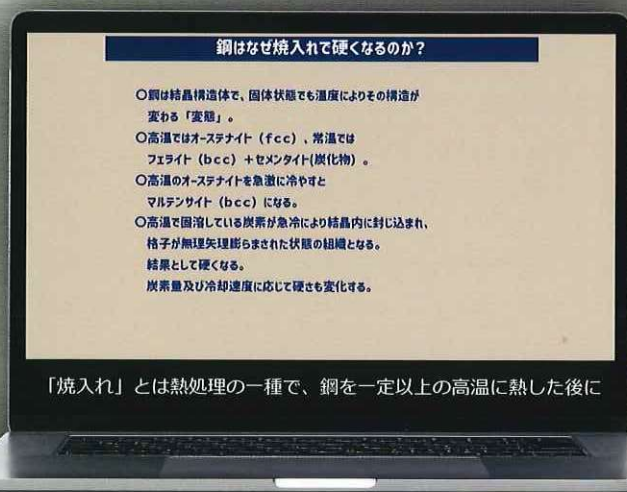 鋼はなぜ焼入れで硬くなるのか？
〇鋼は結晶構造体で、固体状態でも温度によりその構造が
変わる「変態」。
〇高温ではオーステナイト（fcc）、常温では
フェライト（bcc）＋セメンタイト(炭化物）。
〇高温のオーステナイトを急激に冷やすと
マルテンサイト（bcc）になる。
〇高温で固溶している炭素が急冷により結晶内に封じ込まれ、
格子が無理矢理膨らまされた状態の組織となる。
結果として硬くなる。
炭素量及び冷却速度に応じて硬さも変化する。
「焼入れ」とは熱処理の一種で、鋼を一定以上の高温に熱した後に